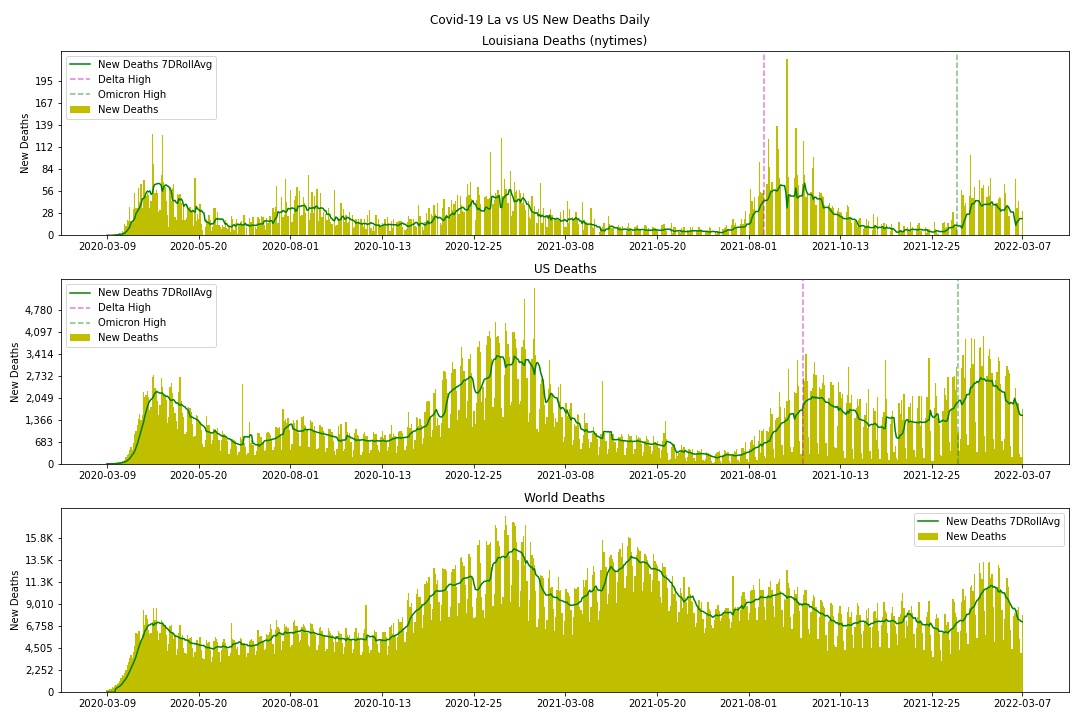 Covid-19 La vs US New Deaths Daily
Louisiana Deaths (nytimes)
New Deaths 7DRollAvg
Delta High
Omicron High
New Deaths
New Deaths
195
167
139
112
84
56
28
0
2020-03-09 2020-05-20 2020-08-01 2020-10-13 2020-12-25 2021-03-08 2021-05-20 2021-08-01 2021-10-13 2021-12-25 2022-03-07
US Deaths
New Deaths 7DRollAvg
Delta High
Omicron High
New Deaths
New Deaths
4,780
4,097
3,414
2,732
2,049
1,366
683
0
2020-03-09 2020-05-20 2020-08-01 2020-10-13 2020-12-25 2021-03-08 2021-05-20 2021-08-01 2021-10-13 2021-12-25 2022-03-07
World Deaths
New Deaths 7DRollAvg
New Deaths
New Deaths
15.8K
13.5K
11.3K
9,010
6,758
4,505
2,252
0
2020-03-09 2020-05-20 2020-08-01 2020-10-13 2020-12-25 2021-03-08 2021-05-20 2021-08-01 2021-10-13 2021-12-25 2022-03-07